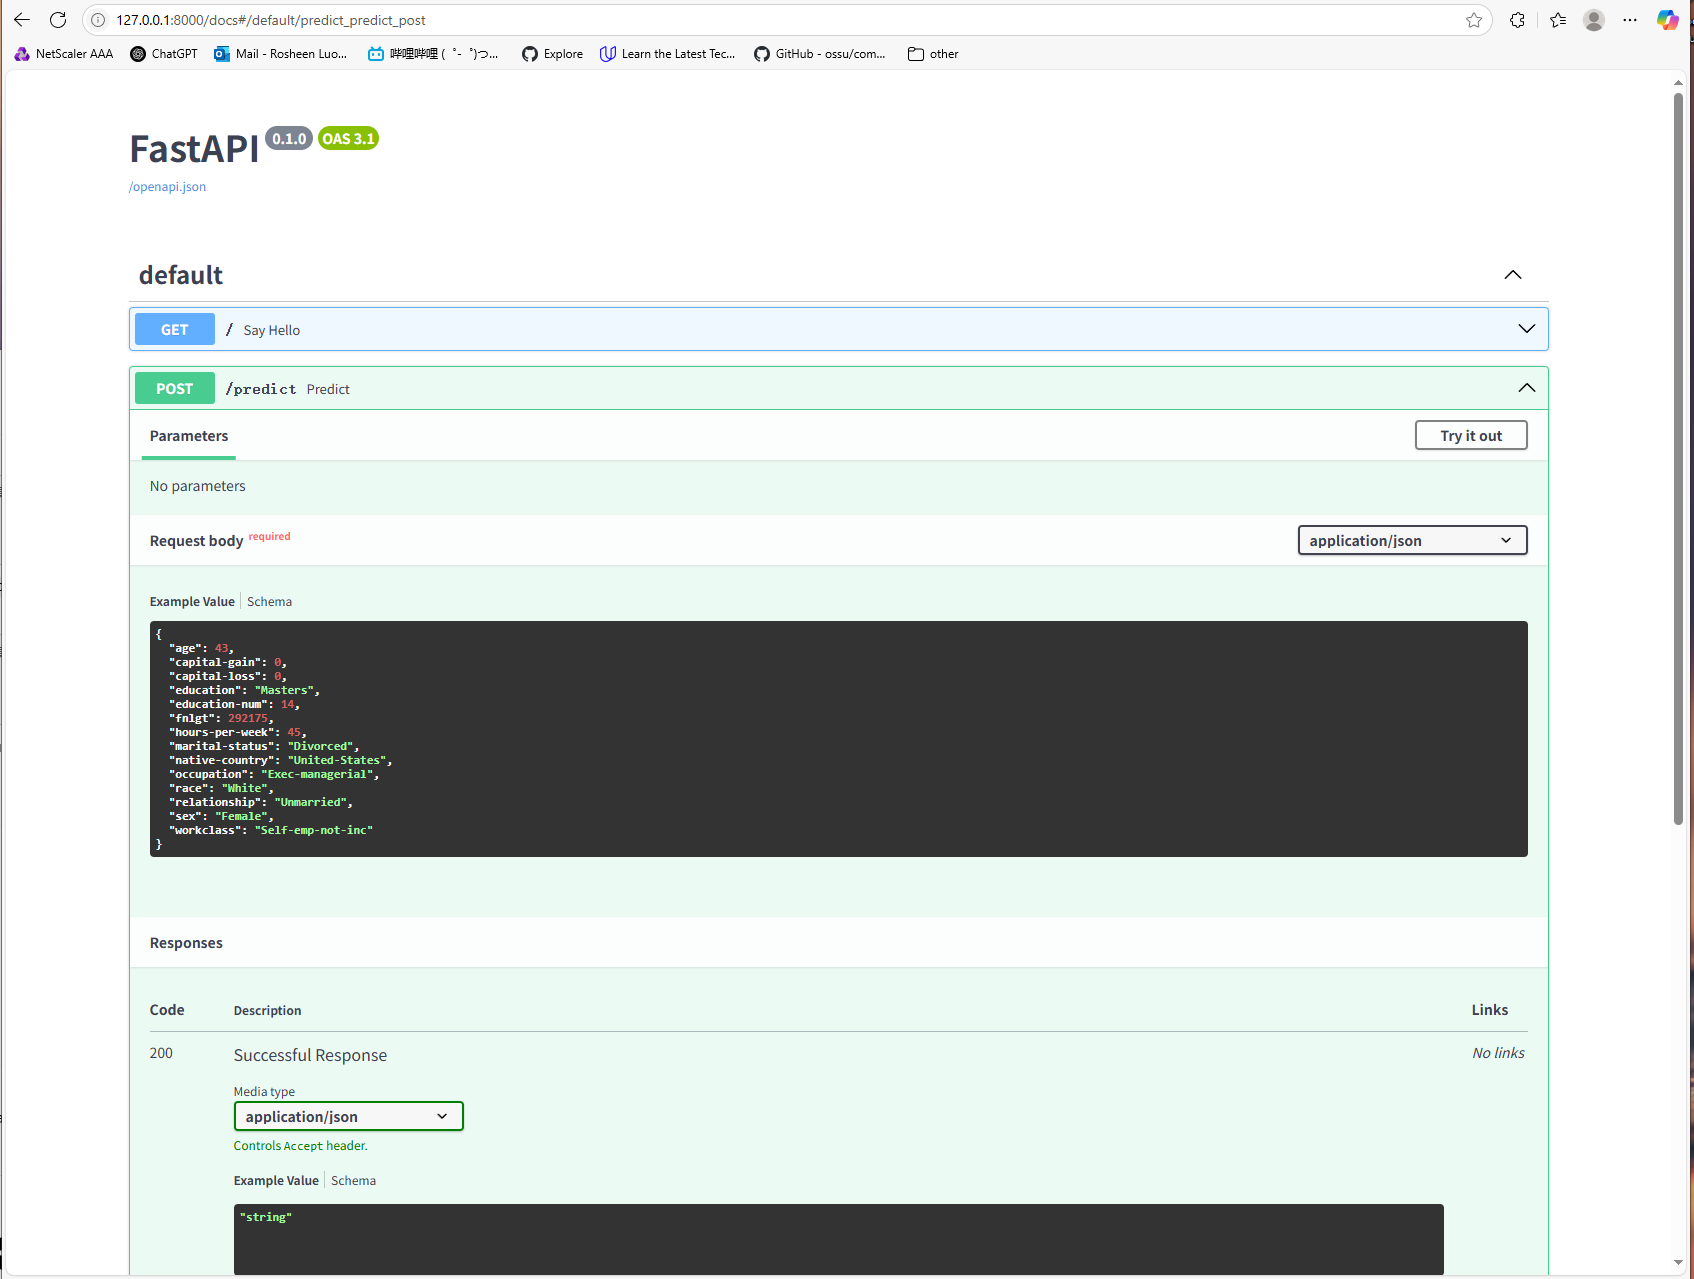 127.0.0.1:8000/docs#/default/predict_predict_post
NetScaler AAA ChatGPT Mail - Rosheen Luo... 哔哩哔哩 ( ゜- ゜)つ... Explore Learn the Latest Tec... GitHub - ossu/com... other
FastAPI 0.1.0 OAS 3.1
/openapi.json
default
GET / Say Hello
POST /predict Predict
Parameters Try it out
No parameters
Request body required application/json
Example Value Schema
{
"age": 43,
"capital-gain": 0,
"capital-loss": 0,
"education": "Masters",
"education-num": 14,
"fnlgt": 292175,
"hours-per-week": 45,
"marital-status": "Divorced",
"native-country": "United-States",
"occupation": "Exec-managerial",
"race": "White",
"relationship": "Unmarried",
"sex": "Female",
"workclass": "Self-emp-not-inc"
}
Responses
Code Description Links
200 Successful Response No links
Media type
application/json
Controls Accept header.
Example Value Schema
"string"